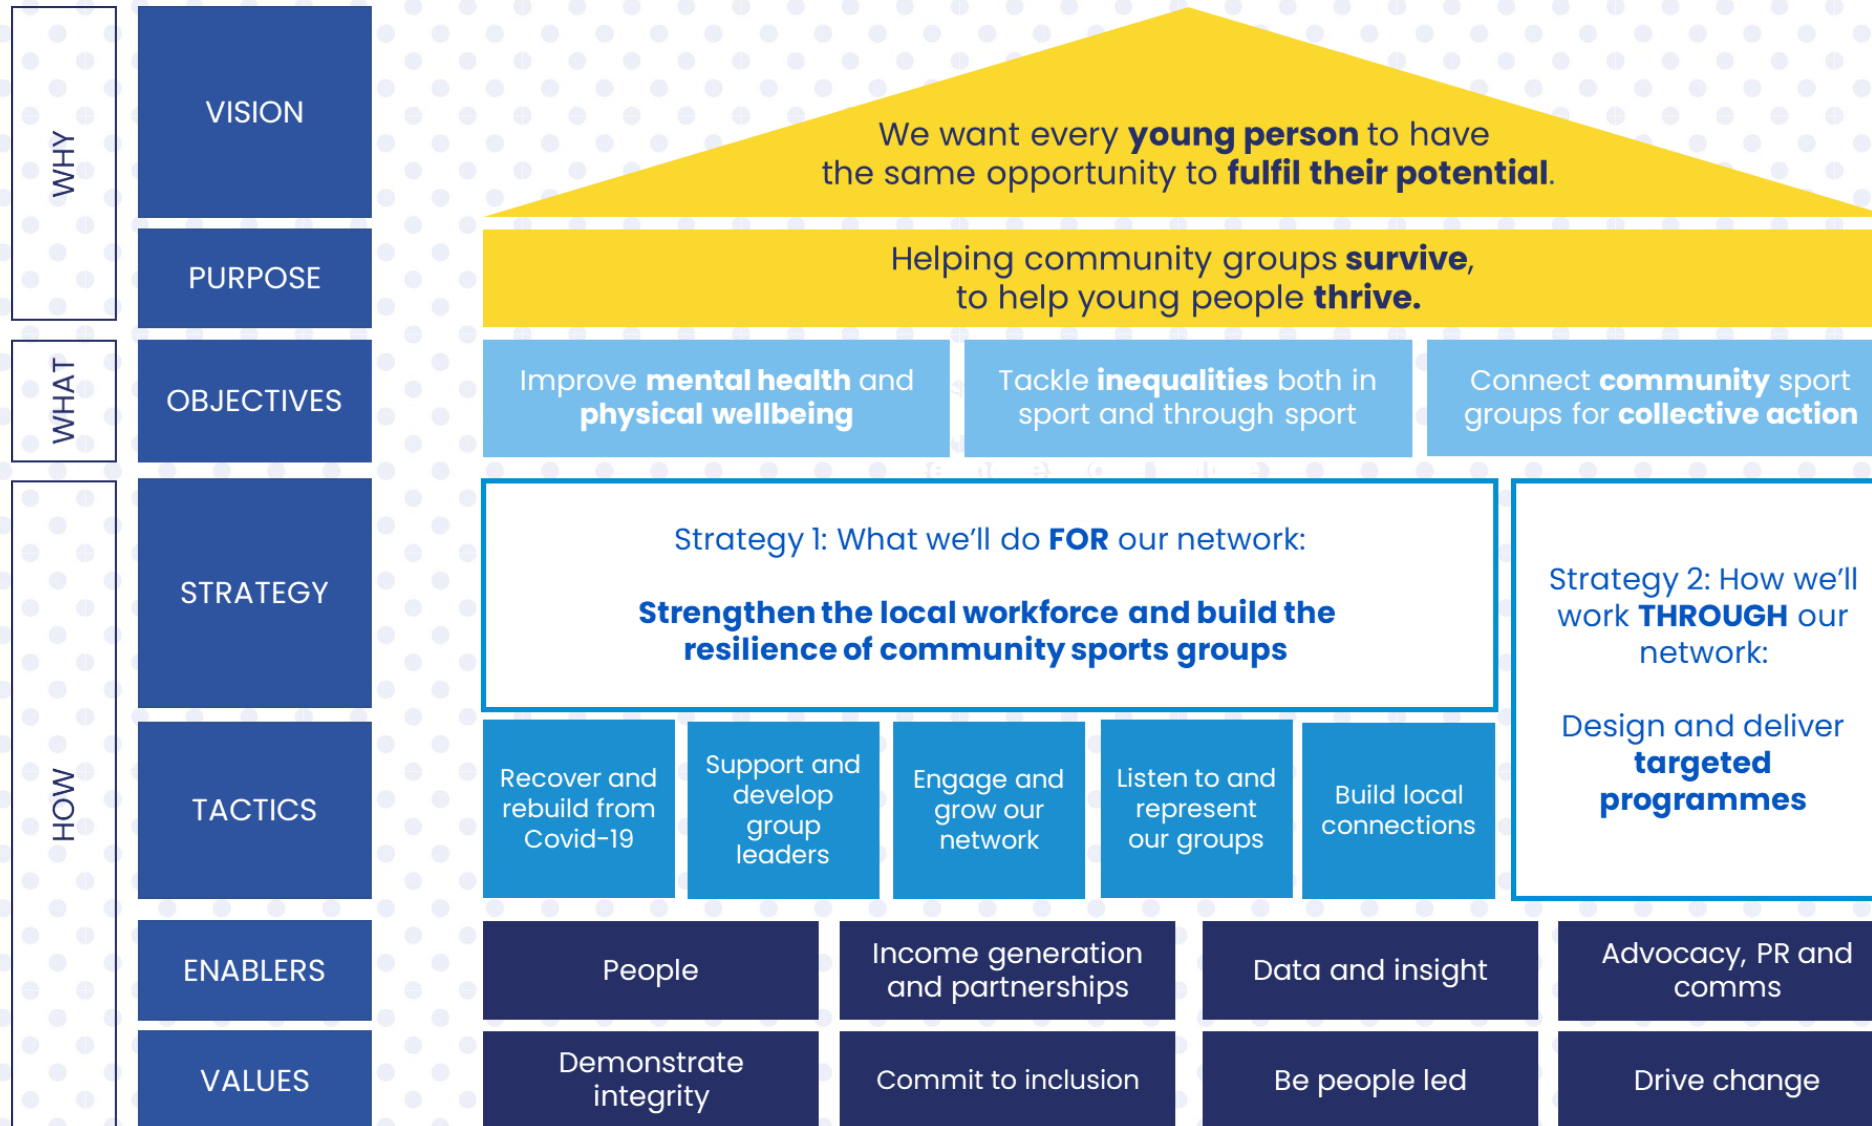 WHY
VISION
We want every young person to have
the same opportunity to fulfil their potential.
PURPOSE
Helping community groups survive,
to help young people thrive.
WHAT
OBJECTIVES
Improve mental health and
physical wellbeing
Tackle inequalities both in
sport and through sport
Connect community sport
groups for collective action
HOW
STRATEGY
Strategy 1: What we'll do FOR our network:
Strengthen the local workforce and build the
resilience of community sports groups
Strategy 2: How we'll
work THROUGH our
network:
Design and deliver
targeted
programmes
TACTICS
Recover and
rebuild from
Covid-19
Support and
develop
group
leaders
Engage and
grow our
network
Listen to and
represent
our groups
Build local
connections
ENABLERS
People
Income generation
and partnerships
Data and insight
Advocacy, PR and
comms
VALUES
Demonstrate
integrity
Commit to inclusion
Be people led
Drive change